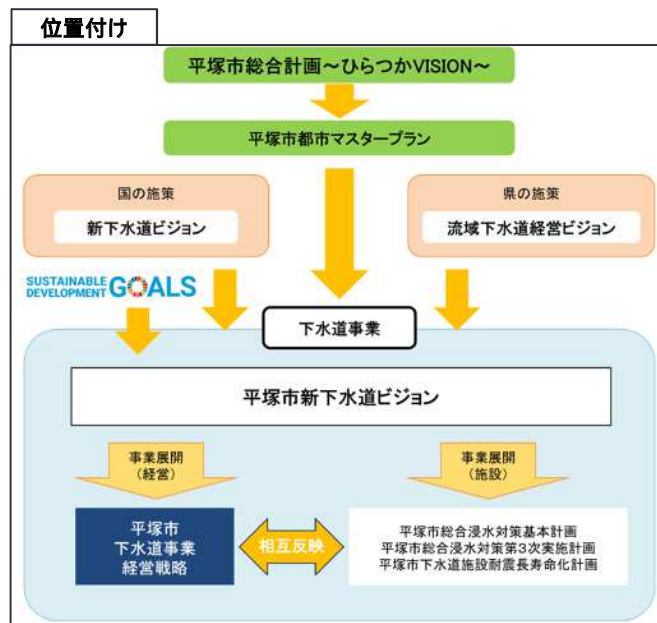 位置付け
平塚市総合計画～ひらつかVISION～
平塚市都市マスタープラン
国の施策
新下水道ビジョン
県の施策
流域下水道経営ビジョン
SUSTAINABLE
DEVELOPMENT
GOALS
下水道事業
平塚市新下水道ビジョン
事業展開
（経営）
事業展開
（施設）
平塚市
下水道事業
経営戦略
相互反映
平塚市総合浸水対策基本計画
平塚市総合浸水対策第3次実施計画
平塚市下水道施設耐震長寿命化計画